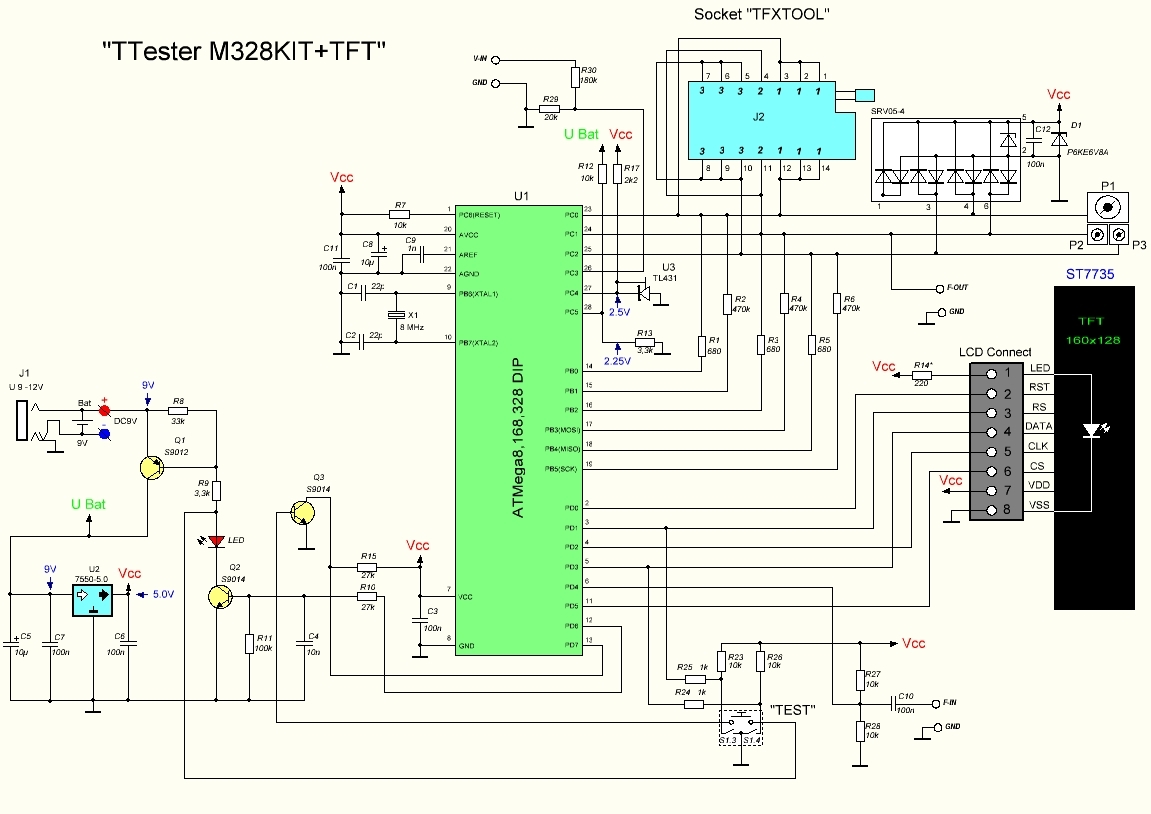 Socket "TFXTOOL"
"TTester M328KIT+TFT"
V-IN
GND
R30
180k
R29
20k
7 6 5 4 3 2 1
3 3 3 2 1 1 1
J2
3 3 3 2 1 1 1
8 9 10 11 12 13 14
SRV05-4
Vcc
5
C12
100n
D1
P6KE6V8A
2
1 3 4 6
U Bat Vcc
R12
10k
R17
2k2
P1
P2 P3
Vcc
R7
10k
C11
100n
C8
+
10µ
C9
1n
C1 22p
X1
8 MHz
C2 22p
U1
ATMega8,168,328 DIP
1 PC6(RESET)
20 AVCC
21 AREF
22 AGND
9 PB6(XTAL1)
10 PB7(XTAL2)
7 VCC
8 GND
PC0 23
PC1 24
PC2 25
PC3 26
PC4 27
PC5 28
PB0 14
PB1 15
PB2 16
PB3(MOSI) 17
PB4(MISO) 18
PB5(SCK) 19
PD0 2
PD1 3
PD2 4
PD3 5
PD4 6
PD5 11
PD6 12
PD7 13
U3
TL431
2.5V
R13
3,3k
2.25V
R2
470k
R4
470k
R6
470k
R1
680
R3
680
R5
680
F-OUT
GND
ST7735
TFT
160x128
LCD Connect
Vcc
R14*
220
1 LED
2 RST
3 RS
4 DATA
5 CLK
6 CS
Vcc
7 VDD
8 VSS
J1
U 9 -12V
Bat
+
-
9V
DC9V
9V
R8
33k
Q1
S9012
R9
3,3k
U Bat
LED
Q2
S9014
Q3
S9014
9V
U2
7550-5.0
Vcc
5.0V
C5
+
10µ
C7
100n
C6
100n
R11
100k
C4
10n
R15
27k
R10
27k
Vcc
C3
100n
Vcc
R25 1k
R24 1k
R23
10k
R26
10k
R27
10k
R28
10k
C10
100n
F-IN
GND
"TEST"
S1.3 S1.4